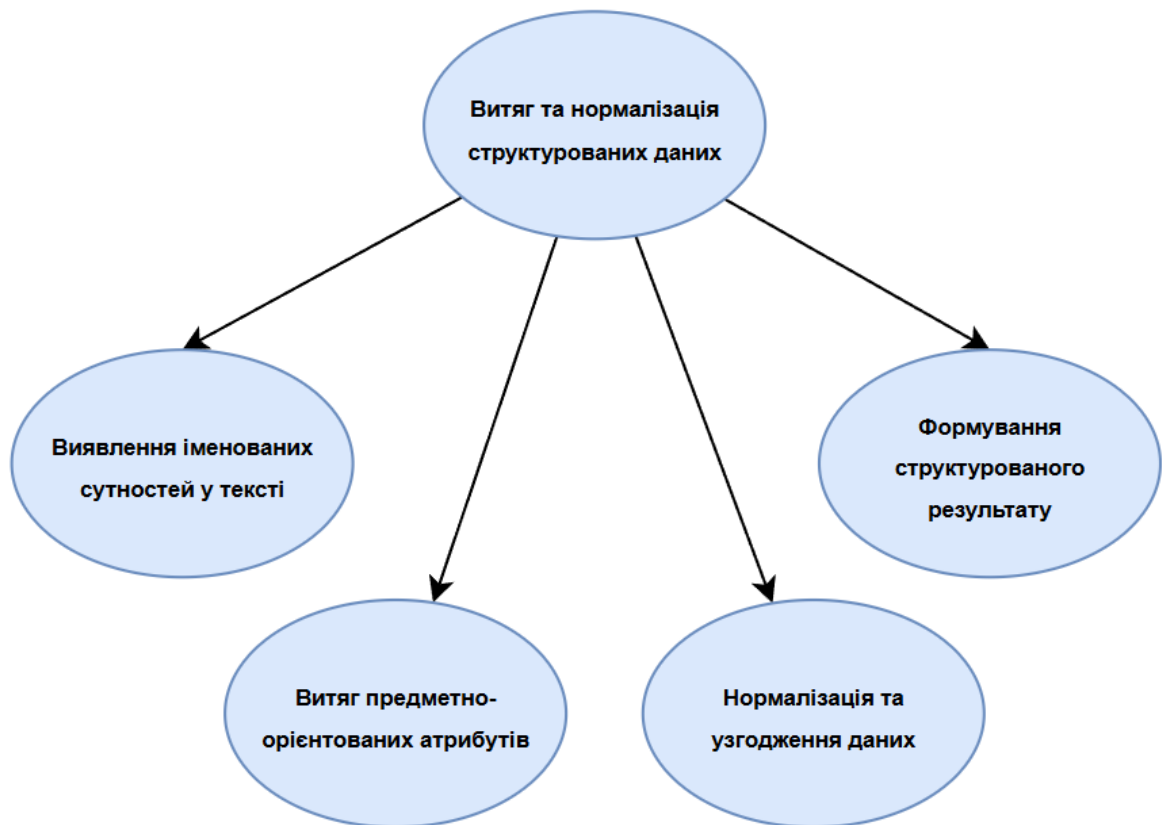 Витяг та нормалізація
структурованих даних
Виявлення іменованих
сутностей у тексті
Формування
структурованого
результату
Витяг предметно-
орієнтованих атрибутів
Нормалізація та
узгодження даних